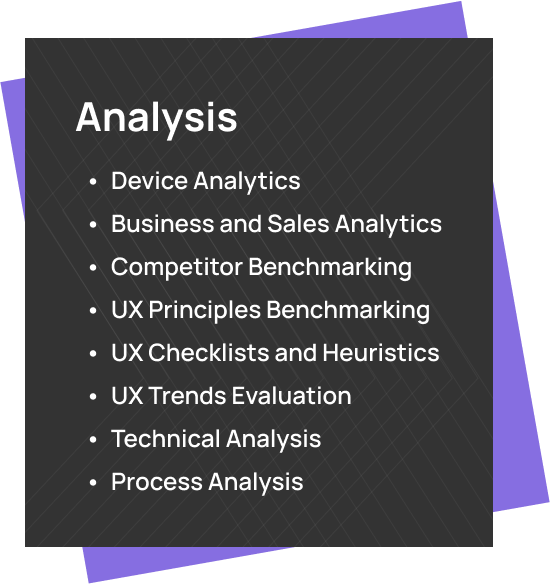 Analysis
• Device Analytics
• Business and Sales Analytics
• Competitor Benchmarking
• UX Principles Benchmarking
• UX Checklists and Heuristics
• UX Trends Evaluation
• Technical Analysis
• Process Analysis